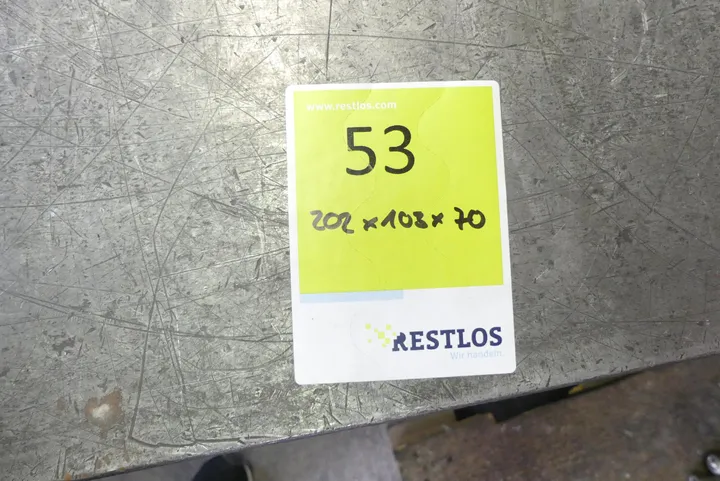 www.restlos.com
53
202 x 103 x 70
RESTLOS
Wir handeln.